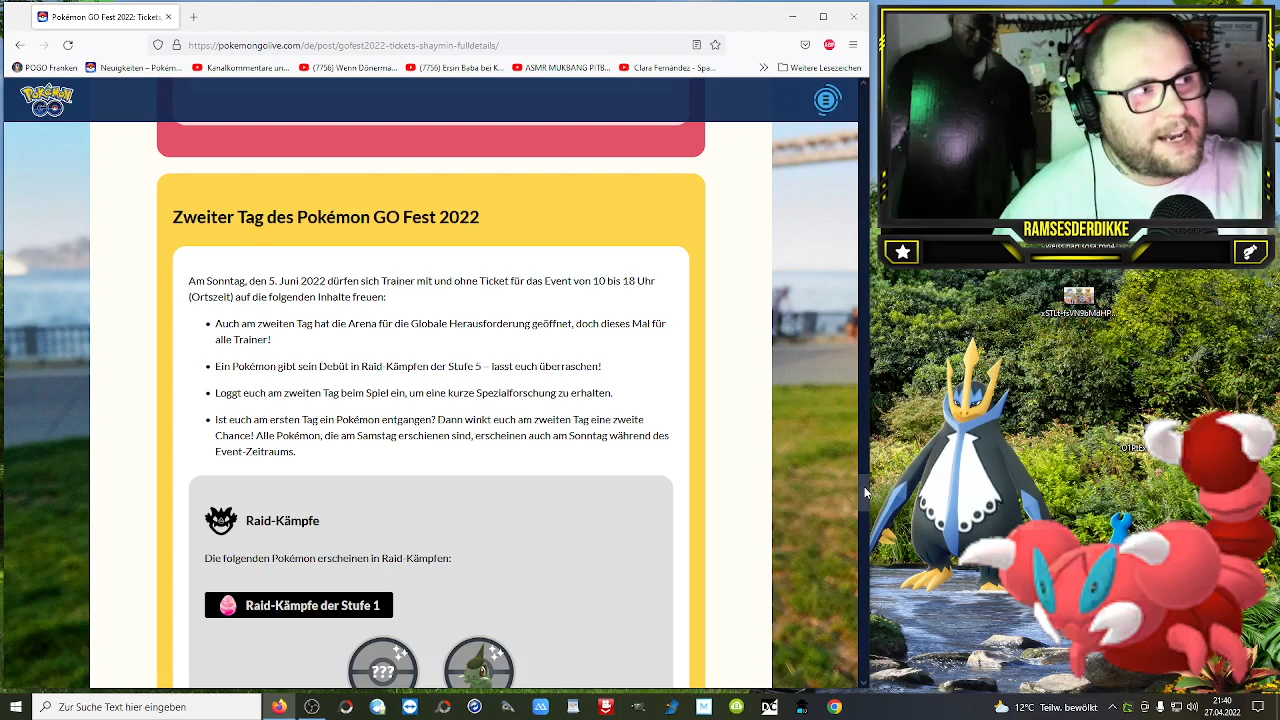 Pokémon GO Fest 2022: Tickets
https://pokemongolive.com/de/post/gofest2022-tickets-shaymin-fulldetails/
POGO Franken
Neuigkeiten – Pokém...
Kanalkommentare un...
(7756) Wenn Dönerma...
(7756) Ersin Baba bei K...
ASMR MUKBANG PITB...
Clara Fernández - Spa...
Pokémon GO
Zweiter Tag des Pokémon GO Fest 2022
Am Sonntag, den 5. Juni 2022 dürfen sich Trainer mit und ohne Ticket für das Event von 10 bis 18 Uhr
(Ortszeit) auf die folgenden Inhalte freuen:
Auch am zweiten Tag hat die Arena für die Globale Herausforderung geöffnet, doch dieses Mal für
alle Trainer!
Ein Pokémon gibt sein Debüt in Raid-Kämpfen der Stufe 5 – lasst euch überraschen!
Loggt euch am zweiten Tag beim Spiel ein, um eine kurze Spezialforschung zu erhalten.
Ist euch am ersten Tag ein Pokémon entgangen? Dann winkt euch am zweiten Tag eine zweite
Chance! Alle Pokémon, die am Samstag erschienen sind, erscheinen auch am Sonntag während des
Event-Zeitraums.
Raid-Kämpfe
Die folgenden Pokémon erscheinen in Raid-Kämpfen:
Raid-Kämpfe der Stufe 1
???
RAMSESDERDIKKE
Zur Suche Text hier eingeben
12°C Teilw. bewölkt
21:40
27.04.2022